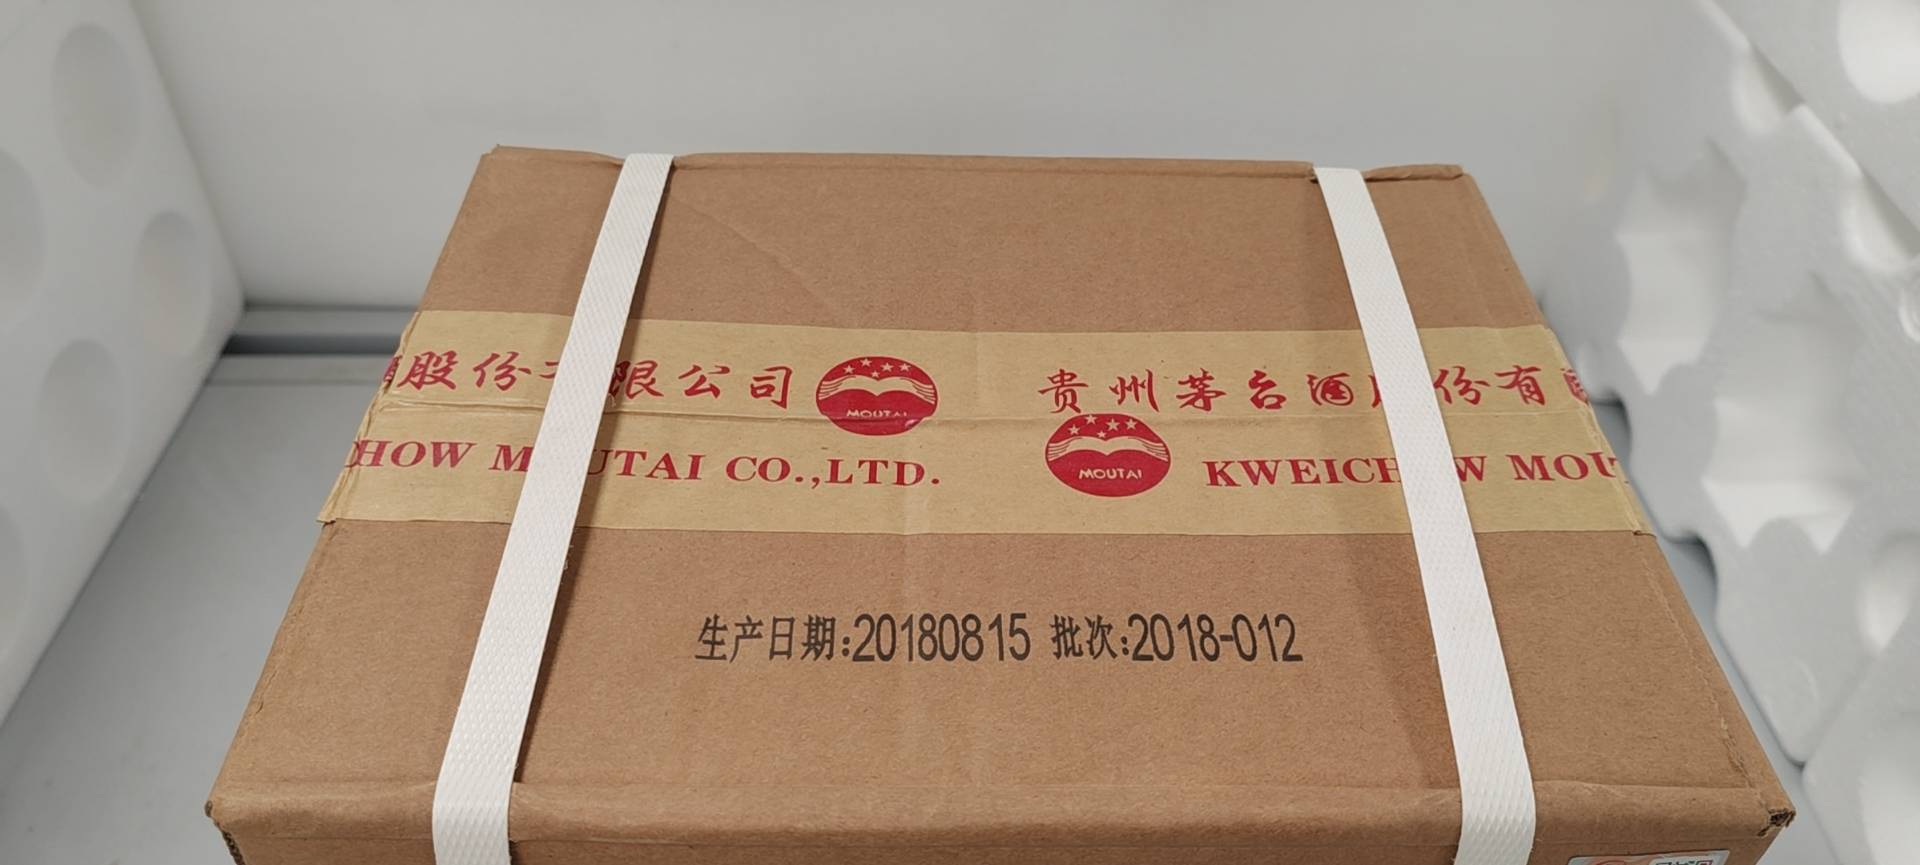 股份 限公司 MOUTAI 贵州茅台酒 份有
HOW M UTAI CO.,LTD. MOUTAI KWEICH W MOU
生产日期:20180815 批次:2018-012